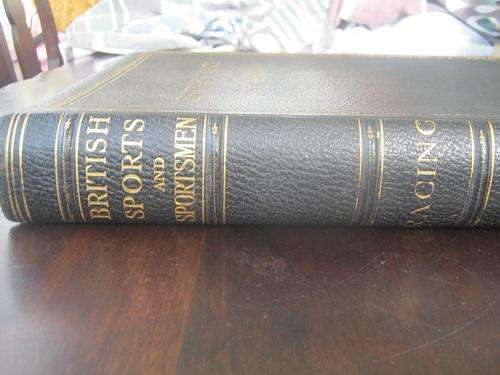 BRITISH
SPORTS
AND
SPORTSMEN
RACING